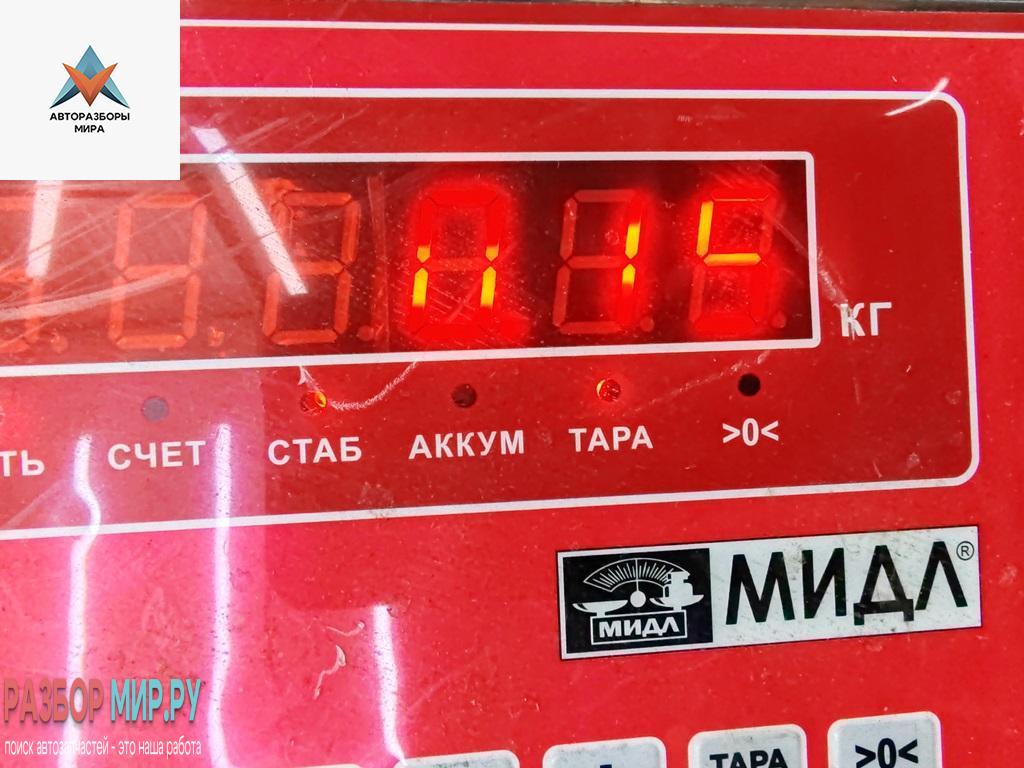 АВТОРАЗБОРЫ
МИРА
КГ
ТЬ СЧЕТ СТАБ АККУМ ТАРА >0<
МИДЛ МИДЛ®
РАЗБОР МИР.РУ
поиск автозапчастей - это наша работа
ТАРА >0<